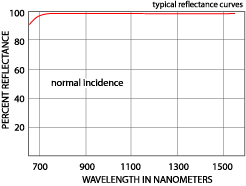 typical reflectance curves
100
80
60
40
20
normal incidence
PERCENT REFLECTANCE
700 900 1100 1300 1500
WAVELENGTH IN NANOMETERS